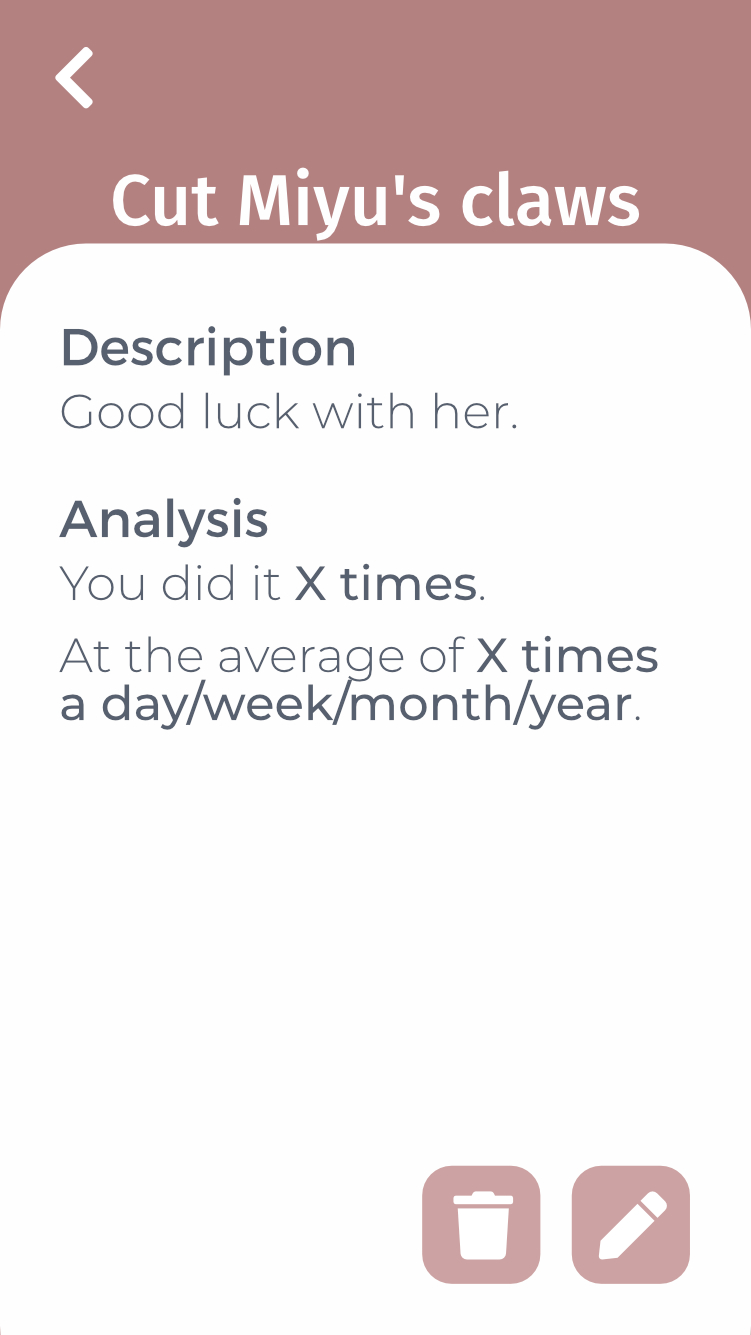 Cut Miyu's claws
Description
Good luck with her.
Analysis
You did it X times.
At the average of X times
a day/week/month/year.